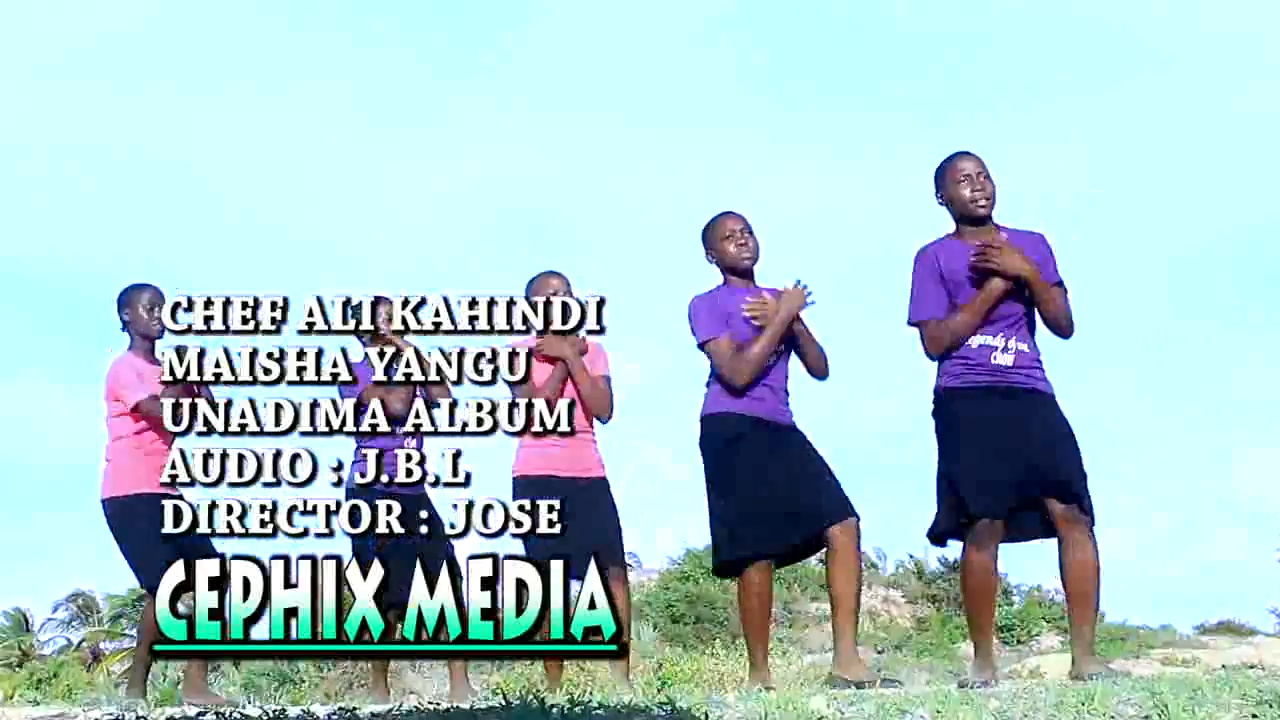 CHEF ALI KAHINDI
MAISHA YANGU
UNADIMA ALBUM
AUDIO : J.B.L
DIRECTOR : JOSE
CEPHIX MEDIA